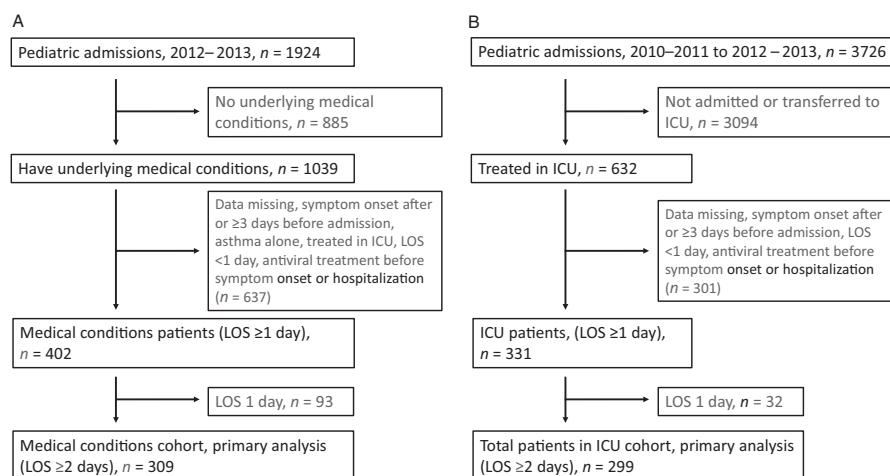 A
Pediatric admissions, 2012–2013, n = 1924
No underlying medical
conditions, n = 885
Have underlying medical conditions, n = 1039
Data missing, symptom onset after
or ≥3 days before admission,
asthma alone, treated in ICU, LOS
<1 day, antiviral treatment before
symptom onset or hospitalization
(n = 637)
Medical conditions patients (LOS ≥1 day),
n = 402
LOS 1 day, n = 93
Medical conditions cohort, primary analysis
(LOS ≥2 days), n = 309
B
Pediatric admissions, 2010–2011 to 2012–2013, n = 3726
Not admitted or transferred to
ICU, n = 3094
Treated in ICU, n = 632
Data missing, symptom onset after
or ≥3 days before admission, LOS
<1 day, antiviral treatment before
symptom onset or hospitalization
(n = 301)
ICU patients, (LOS ≥1 day),
n = 331
LOS 1 day, n = 32
Total patients in ICU cohort, primary analysis
(LOS ≥2 days), n = 299